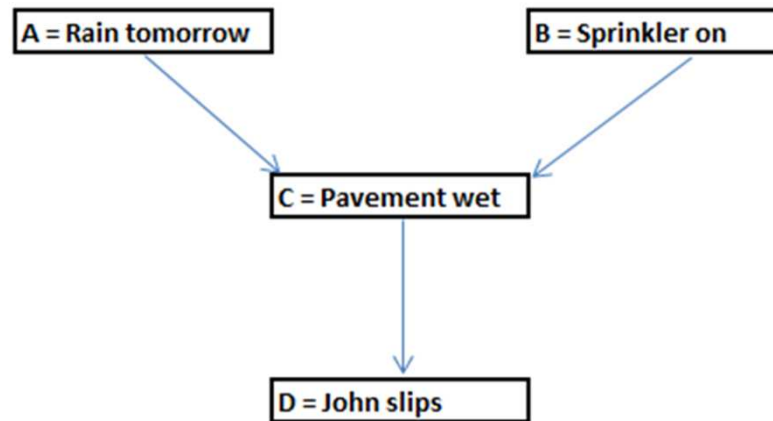 A = Rain tomorrow
B = Sprinkler on
C = Pavement wet
D = John slips